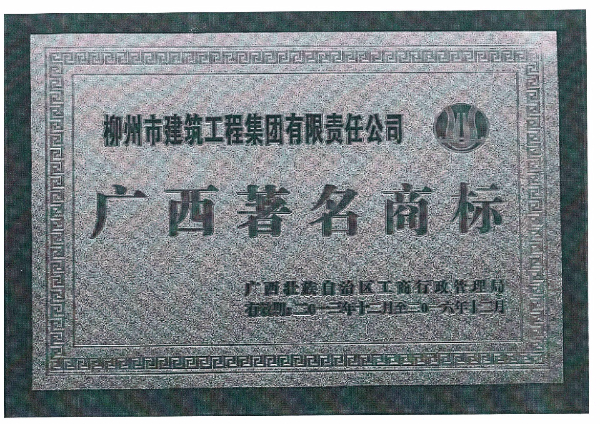 柳州市建筑工程集团有限责任公司
广西著名商标
广西壮族自治区工商行政管理局
有效期:二〇一三年十二月至二〇一六年十二月